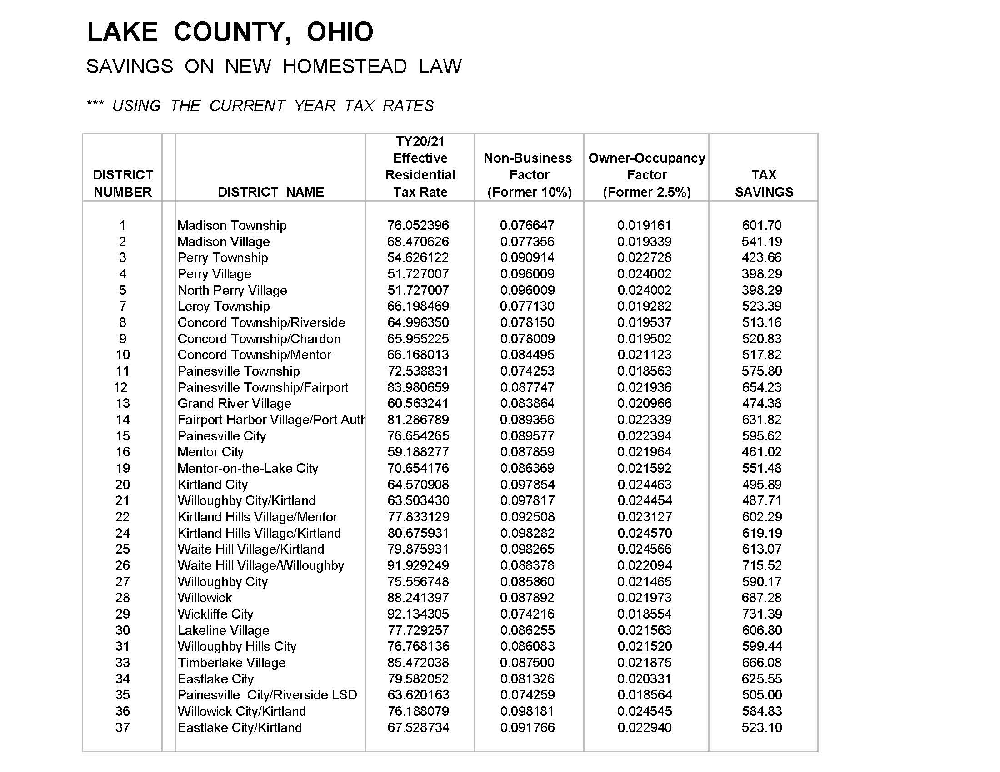 LAKE COUNTY, OHIO
SAVINGS ON NEW HOMESTEAD LAW
*** USING THE CURRENT YEAR TAX RATES
DISTRICT NUMBER DISTRICT NAME TY20/21 Effective Residential Tax Rate Non-Business Factor (Former 10%) Owner-Occupancy Factor (Former 2.5%) TAX SAVINGS
1 Madison Township 76.052396 0.076647 0.019161 601.70
2 Madison Village 68.470626 0.077356 0.019339 541.19
3 Perry Township 54.626122 0.090914 0.022728 423.66
4 Perry Village 51.727007 0.096009 0.024002 398.29
5 North Perry Village 51.727007 0.096009 0.024002 398.29
7 Leroy Township 66.198469 0.077130 0.019282 523.39
8 Concord Township/Riverside 64.996350 0.078150 0.019537 513.16
9 Concord Township/Chardon 65.955225 0.078009 0.019502 520.83
10 Concord Township/Mentor 66.168013 0.084495 0.021123 517.82
11 Painesville Township 72.538831 0.074253 0.018563 575.80
12 Painesville Township/Fairport 83.980659 0.087747 0.021936 654.23
13 Grand River Village 60.563241 0.083864 0.020966 474.38
14 Fairport Harbor Village/Port Auth 81.286789 0.089356 0.022339 631.82
15 Painesville City 76.654265 0.089577 0.022394 595.62
16 Mentor City 59.188277 0.087859 0.021964 461.02
19 Mentor-on-the-Lake City 70.654176 0.086369 0.021592 551.48
20 Kirtland City 64.570908 0.097854 0.024463 495.89
21 Willoughby City/Kirtland 63.503430 0.097817 0.024454 487.71
22 Kirtland Hills Village/Mentor 77.833129 0.092508 0.023127 602.29
24 Kirtland Hills Village/Kirtland 80.675931 0.098282 0.024570 619.19
25 Waite Hill Village/Kirtland 79.875931 0.098265 0.024566 613.07
26 Waite Hill Village/Willoughby 91.929249 0.088378 0.022094 715.52
27 Willoughby City 75.556748 0.085860 0.021465 590.17
28 Willowick 88.241397 0.087892 0.021973 687.28
29 Wickliffe City 92.134305 0.074216 0.018554 731.39
30 Lakeline Village 77.729257 0.086255 0.021563 606.80
31 Willoughby Hills City 76.768136 0.086083 0.021520 599.44
33 Timberlake Village 85.472038 0.087500 0.021875 666.08
34 Eastlake City 79.582052 0.081326 0.020331 625.55
35 Painesville City/Riverside LSD 63.620163 0.074259 0.018564 505.00
36 Willowick City/Kirtland 76.188079 0.098181 0.024545 584.83
37 Eastlake City/Kirtland 67.528734 0.091766 0.022940 523.10